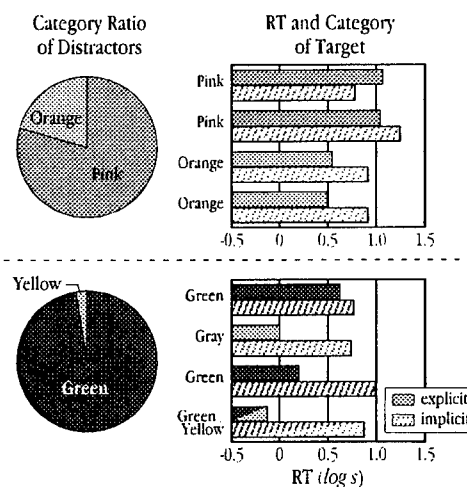 Category Ratio
of Distractors
RT and Category
of Target
Orange
Pink
Pink
Pink
Orange
Orange
-0.5 0 0.5 1.0 1.5
Yellow
Green
Green
Gray
Green
Green
Yellow
explicit
implicit
-0.5 0 0.5 1.0 1.5
RT (log s)